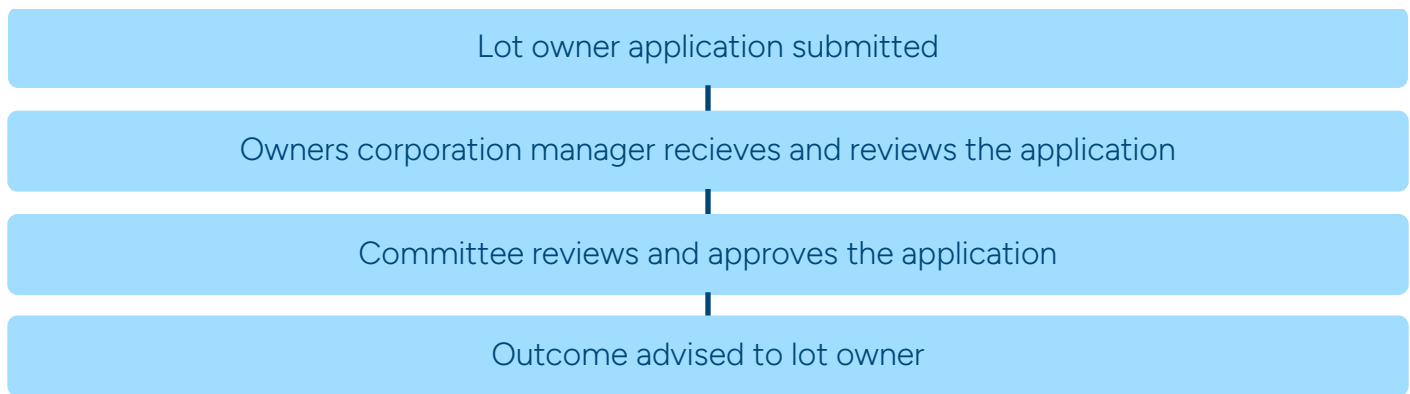 Lot owner application submitted
Owners corporation manager recieves and reviews the application
Committee reviews and approves the application
Outcome advised to lot owner